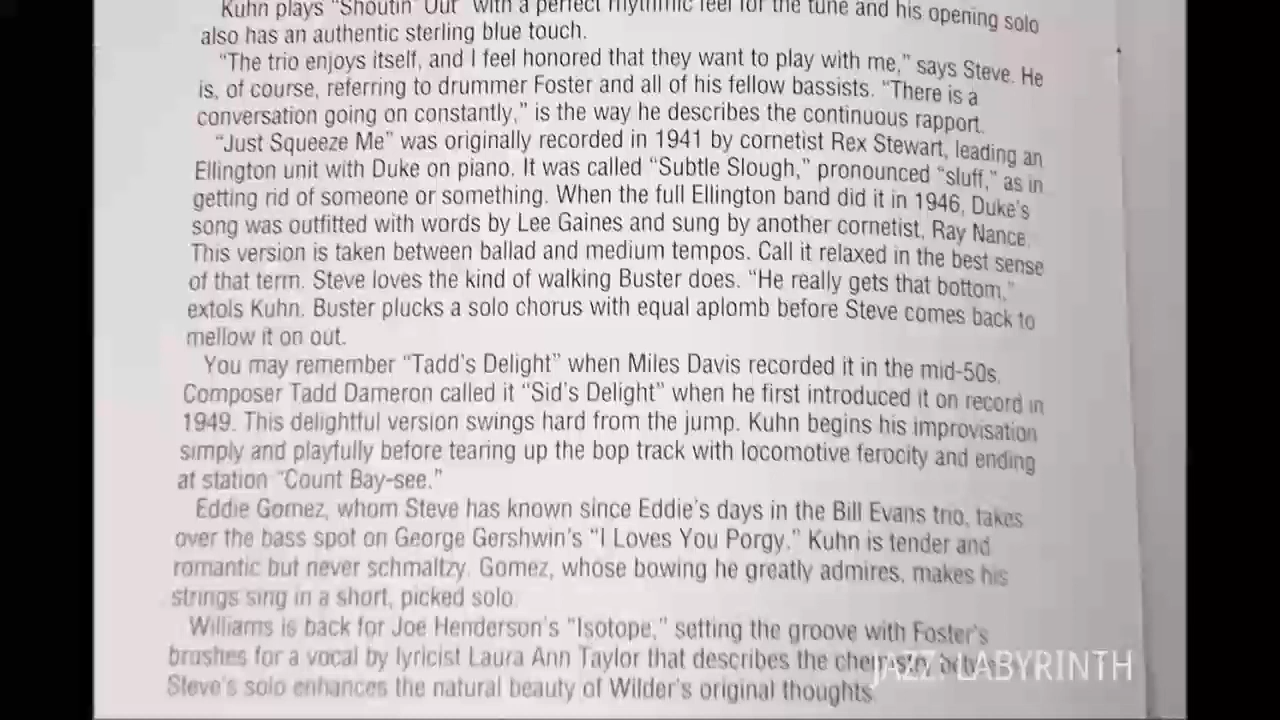 Kuhn plays "Shoutin' Out" with a perfect rhythmic feel for the tune and his opening solo
also has an authentic sterling blue touch.
"The trio enjoys itself, and I feel honored that they want to play with me," says Steve. He
is, of course, referring to drummer Foster and all of his fellow bassists. "There is a
conversation going on constantly," is the way he describes the continuous rapport.
"Just Squeeze Me" was originally recorded in 1941 by cornetist Rex Stewart, leading an
Ellington unit with Duke on piano. It was called "Subtle Slough," pronounced "sluff," as in
getting rid of someone or something. When the full Ellington band did it in 1946, Duke's
song was outfitted with words by Lee Gaines and sung by another cornetist, Ray Nance.
This version is taken between ballad and medium tempos. Call it relaxed in the best sense
of that term. Steve loves the kind of walking Buster does. "He really gets that bottom,"
extols Kuhn. Buster plucks a solo chorus with equal aplomb before Steve comes back to
mellow it on out.
You may remember "Tadd's Delight" when Miles Davis recorded it in the mid-50s.
Composer Tadd Dameron called it "Sid's Delight" when he first introduced it on record in
1949. This delightful version swings hard from the jump. Kuhn begins his improvisation
simply and playfully before tearing up the bop track with locomotive ferocity and ending
at station "Count Bay-see."
Eddie Gomez, whom Steve has known since Eddie's days in the Bill Evans trio, takes
over the bass spot on George Gershwin's "I Loves You Porgy." Kuhn is tender and
romantic but never schmaltzy. Gomez, whose bowing he greatly admires, makes his
strings sing in a short, picked solo.
Williams is back for Joe Henderson's "Isotope," setting the groove with Foster's
brushes for a vocal by lyricist Laura Ann Taylor that describes the chemistry
JAZZ LABYRINTH
Steve's solo enhances the natural beauty of Wilder's original thoughts.